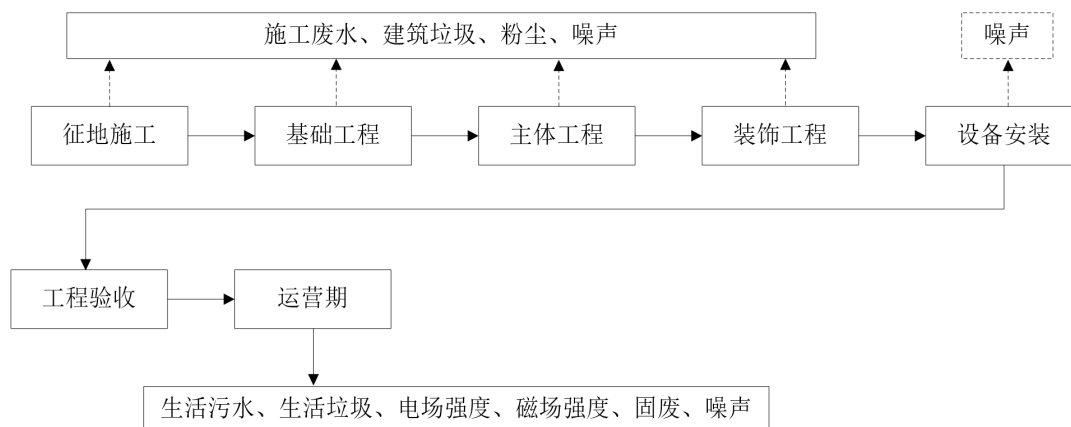 施工废水、建筑垃圾、粉尘、噪声
噪声
征地施工
基础工程
主体工程
装饰工程
设备安装
工程验收
运营期
生活污水、生活垃圾、电场强度、磁场强度、固废、噪声